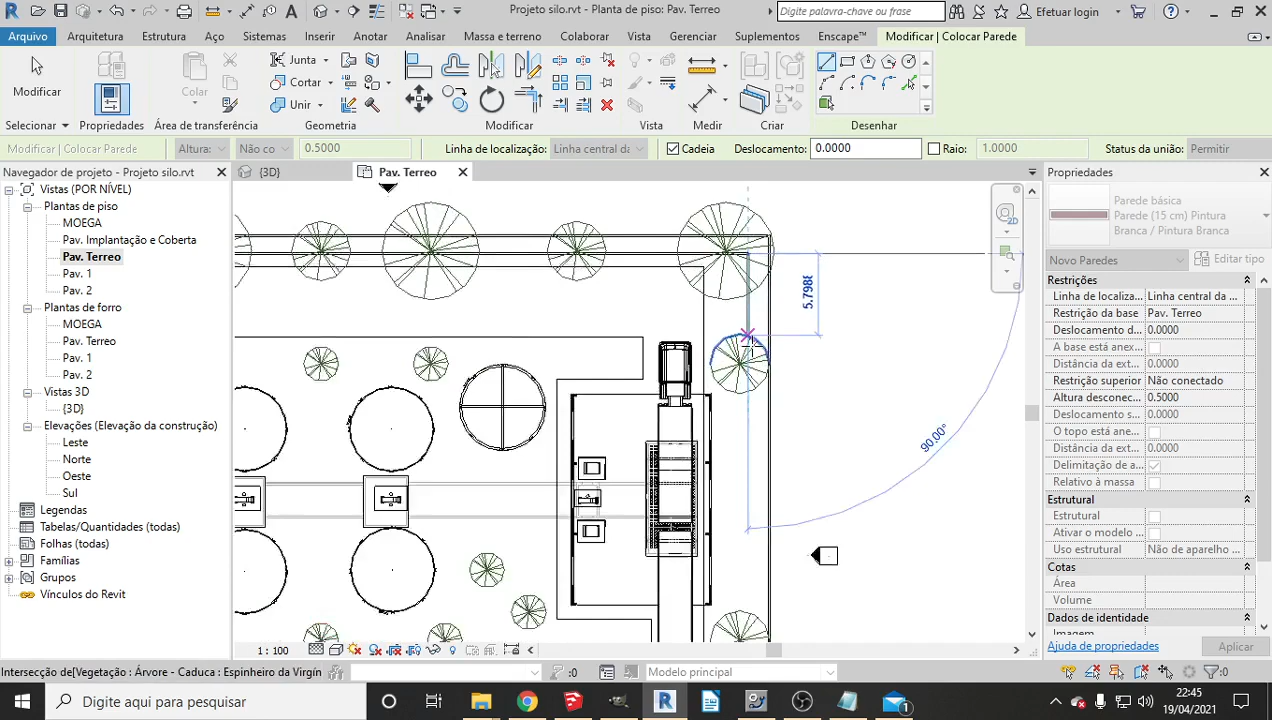 Projeto silo.rvt - Planta de piso: Pav. Terreo
Digite palavra-chave ou frase
Efetuar login
Arquivo Arquitetura Estrutura Aço Sistemas Inserir Anotar Analisar Massa e terreno Colaborar Vista Gerenciar Suplementos Enscape™ Modificar | Colocar Parede
Modificar
Colar
Junta
Cortar
Unir
Selecionar Propriedades Área de transferência Geometria Modificar Vista Medir Criar Desenhar
Modificar | Colocar Parede Altura: Não co 0.5000 Linha de localização: Linha central da Cadeia Deslocamento: 0.0000 Raio: 1.0000 Status da união: Permitir
Navegador de projeto - Projeto silo.rvt
{3D}
Pav. Terreo
Propriedades
Vistas (POR NÍVEL)
Plantas de piso
MOEGA
Pav. Implantação e Coberta
Pav. Terreo
Pav. 1
Pav. 2
Plantas de forro
MOEGA
Pav. Terreo
Pav. 1
Pav. 2
Vistas 3D
{3D}
Elevações (Elevação da construção)
Leste
Norte
Oeste
Sul
Legendas
Tabelas/Quantidades (todas)
Folhas (todas)
Famílias
Grupos
Vínculos do Revit
5.798
90.00°
2D
Parede básica
Parede (15 cm) Pintura
Branca / Pintura Branca
Novo Paredes Editar tipo
Restrições
Linha de localiza... Linha central da
Restrição da base Pav. Terreo
Deslocamento d... 0.0000
A base está anex...
Distância da ext... 0.0000
Restrição superior Não conectado
Altura desconec... 0.5000
Deslocamento s... 0.0000
O topo está ane...
Distância da ext... 0.0000
Delimitação de a...
Relativo à massa
Estrutural
Estrutural
Ativar o modelo
Uso estrutural Não de aparelho
Cotas
Área
Volume
Dados de identidade
Imagem
Ajuda de propriedades
Aplicar
1 : 100
Intersecção de[Vegetação : Árvore - Caduca : Espinheiro da Virgín
:0
Modelo principal
:0
Digite aqui para pesquisar
1
22:45
19/04/2021